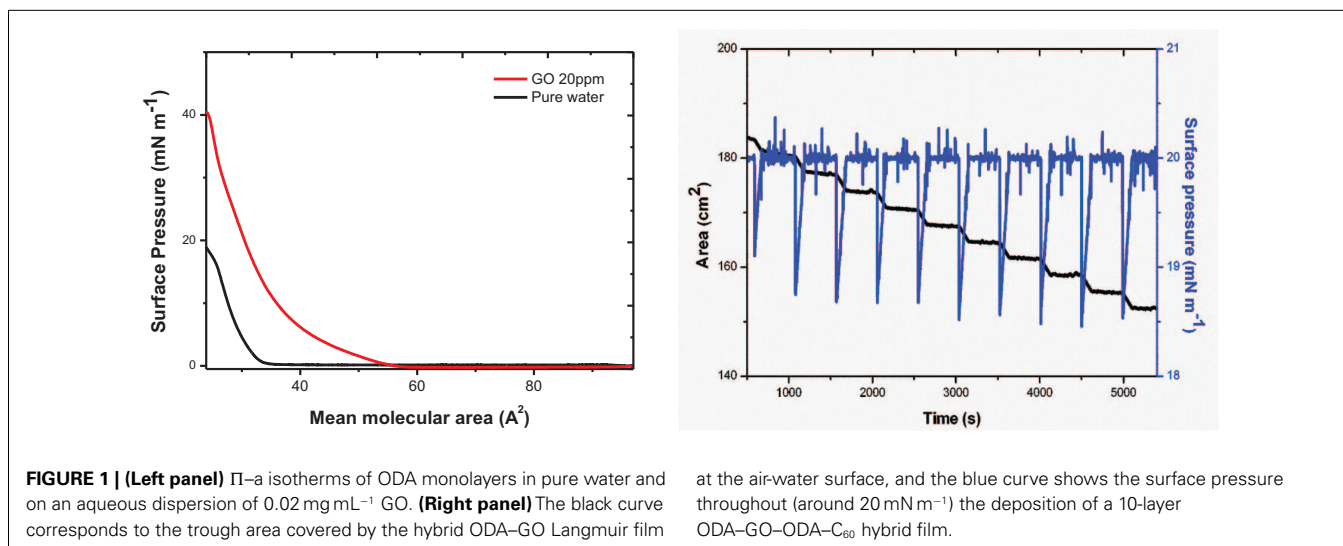 GO 20ppm
Pure water
40
20
0
40
60
80
Surface Pressure (mN m⁻¹)
Mean molecular area (A²)
200
180
160
140
Area (cm²)
21
20
19
18
Surface pressure (mN m⁻¹)
1000 2000 3000 4000 5000
Time (s)
FIGURE 1 | (Left panel) Π–a isotherms of ODA monolayers in pure water and
on an aqueous dispersion of 0.02 mg mL⁻¹ GO. (Right panel) The black curve
corresponds to the trough area covered by the hybrid ODA–GO Langmuir film
at the air-water surface, and the blue curve shows the surface pressure
throughout (around 20 mN m⁻¹) the deposition of a 10-layer
ODA–GO–ODA–C₆₀ hybrid film.